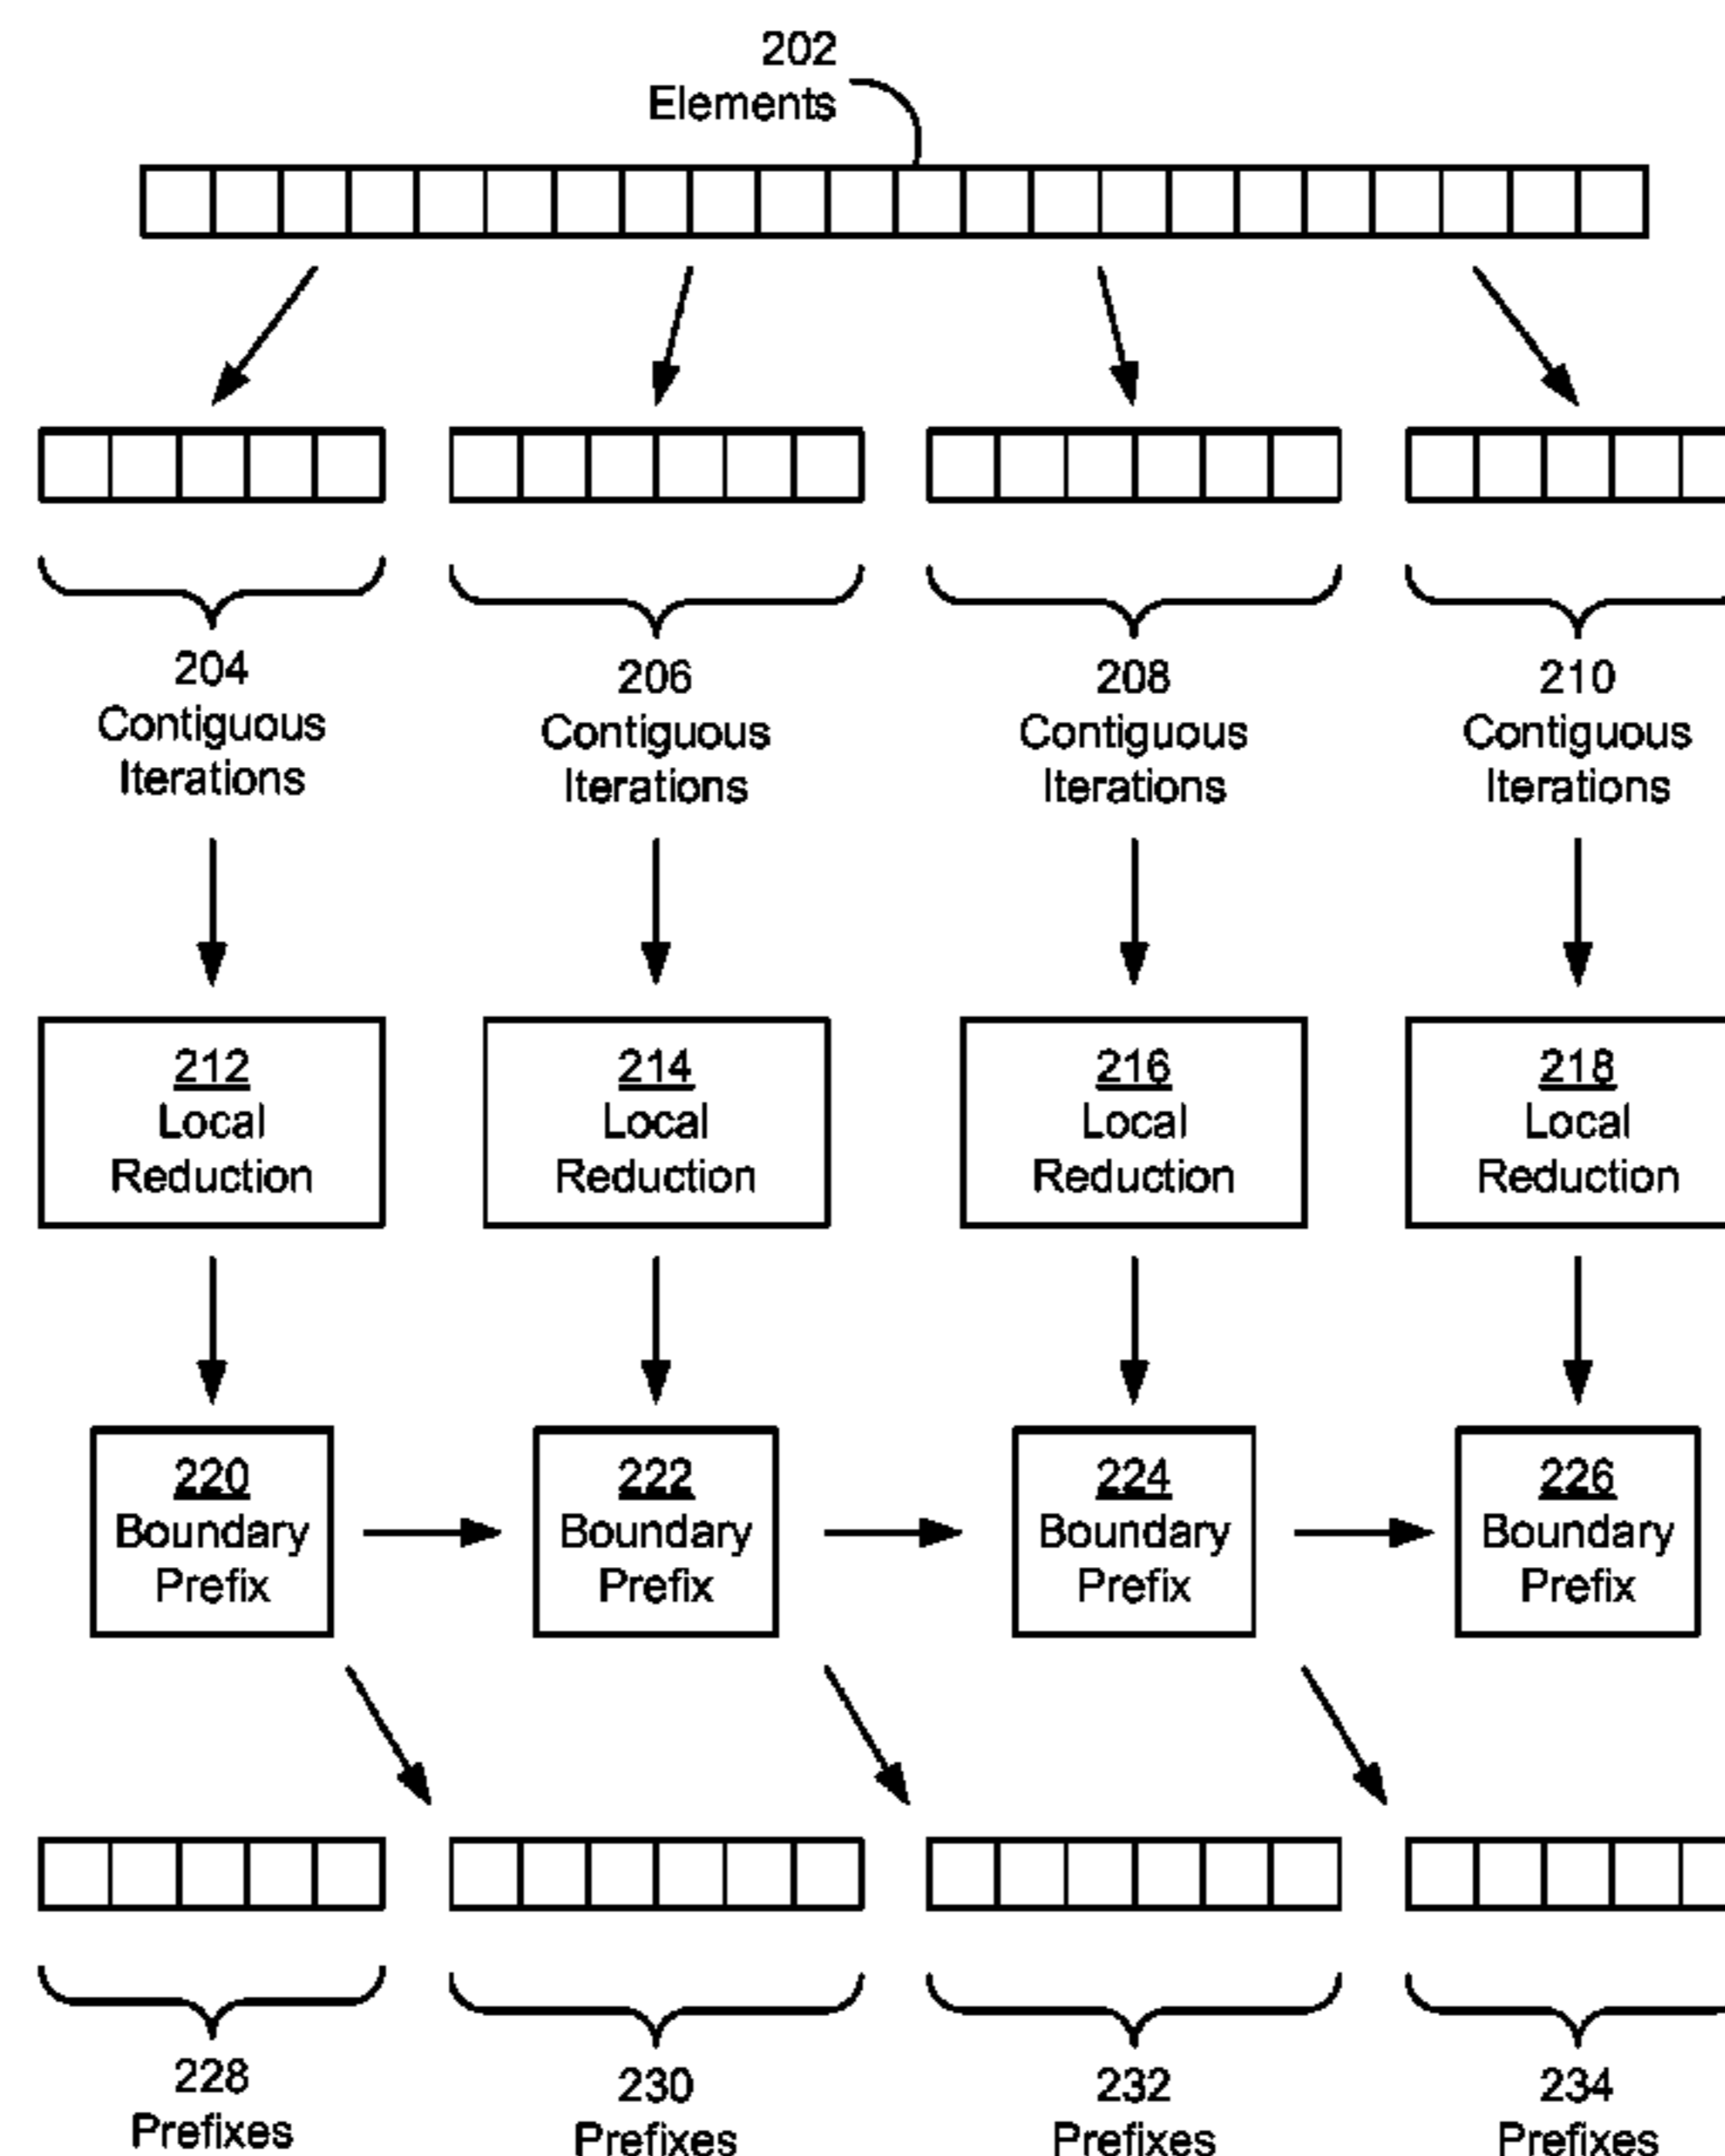 202
Elements
204
Contiguous
Iterations
206
Contiguous
Iterations
208
Contiguous
Iterations
210
Contiguous
Iterations
212
Local
Reduction
214
Local
Reduction
216
Local
Reduction
218
Local
Reduction
220
Boundary
Prefix
222
Boundary
Prefix
224
Boundary
Prefix
226
Boundary
Prefix
228
Prefixes
230
Prefixes
232
Prefixes
234
Prefixes